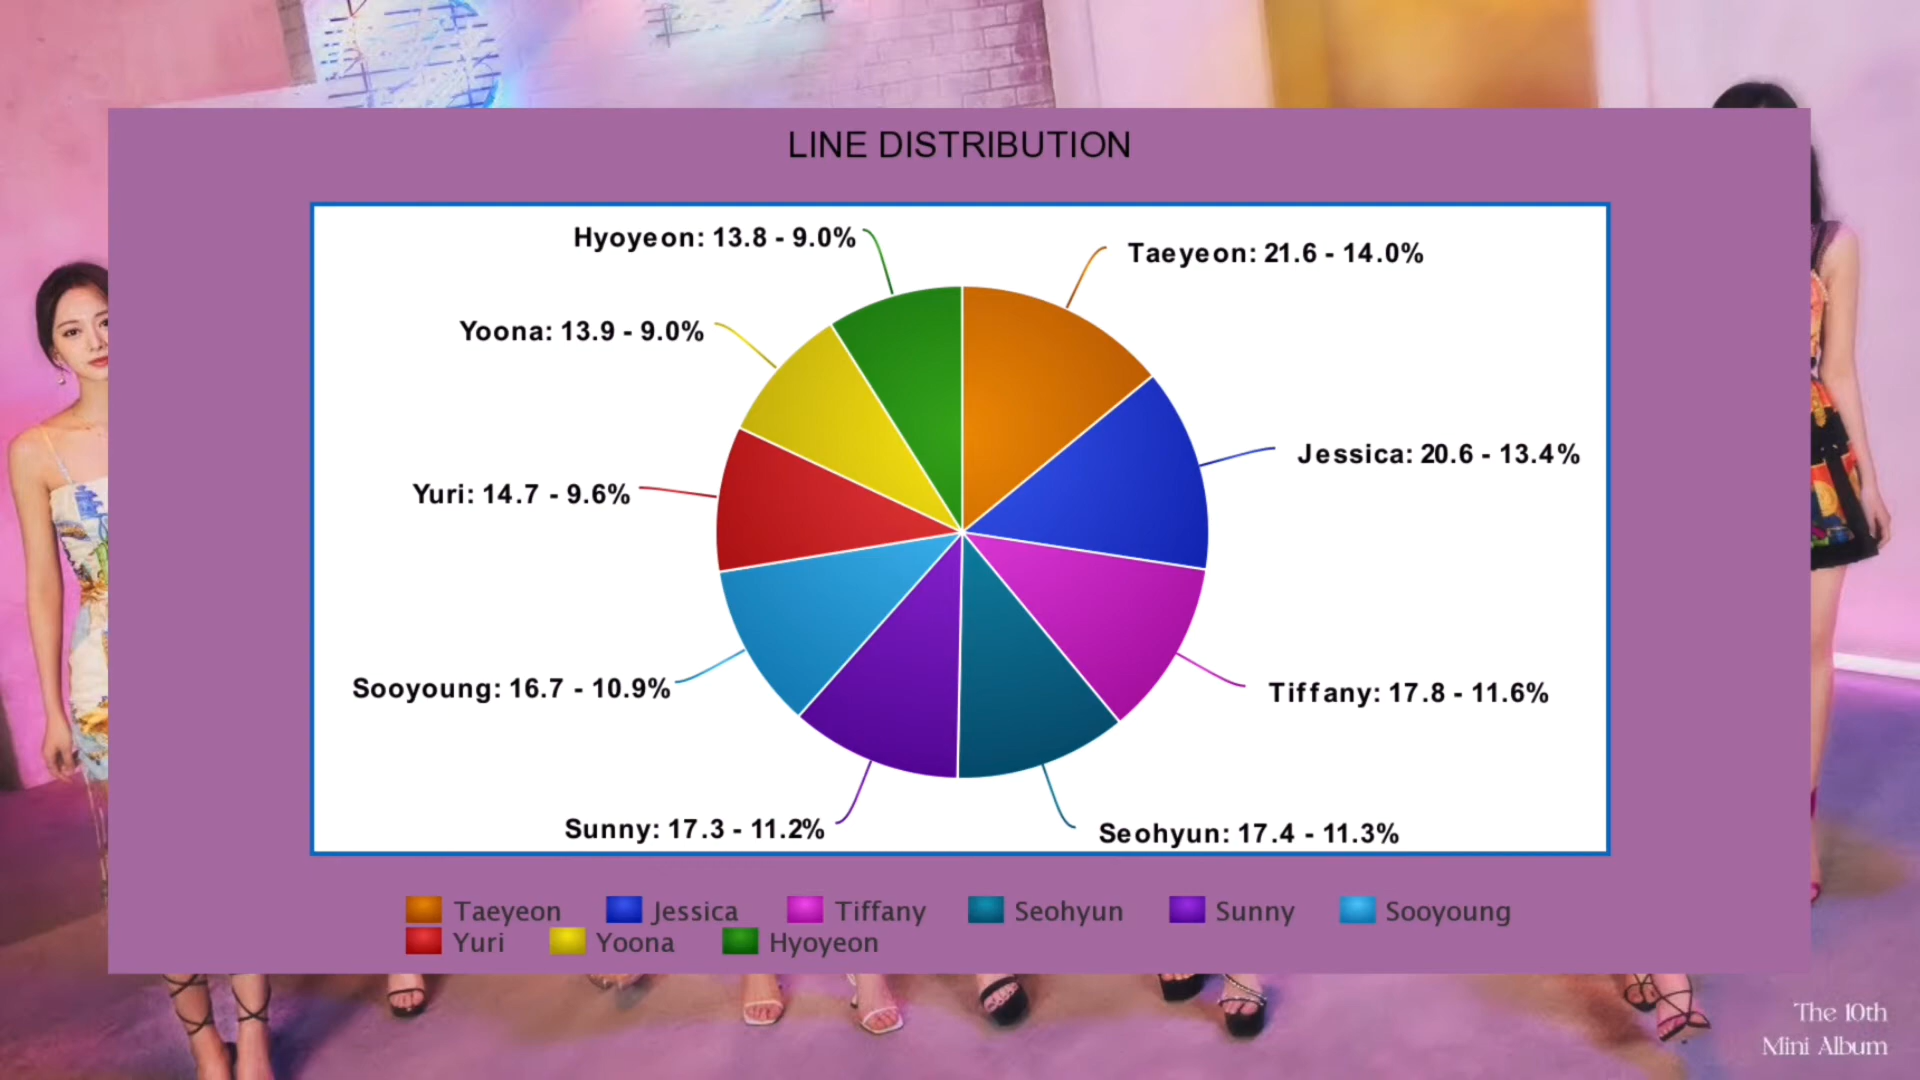 LINE DISTRIBUTION
Hyoyeon: 13.8 - 9.0%
Taeyeon: 21.6 - 14.0%
Yoona: 13.9 - 9.0%
Jessica: 20.6 - 13.4%
Yuri: 14.7 - 9.6%
Sooyoung: 16.7 - 10.9%
Tiffany: 17.8 - 11.6%
Sunny: 17.3 - 11.2%
Seohyun: 17.4 - 11.3%
Taeyeon Jessica Tiffany Seohyun Sunny Sooyoung
Yuri Yoona Hyoyeon
The 10th
Mini Album